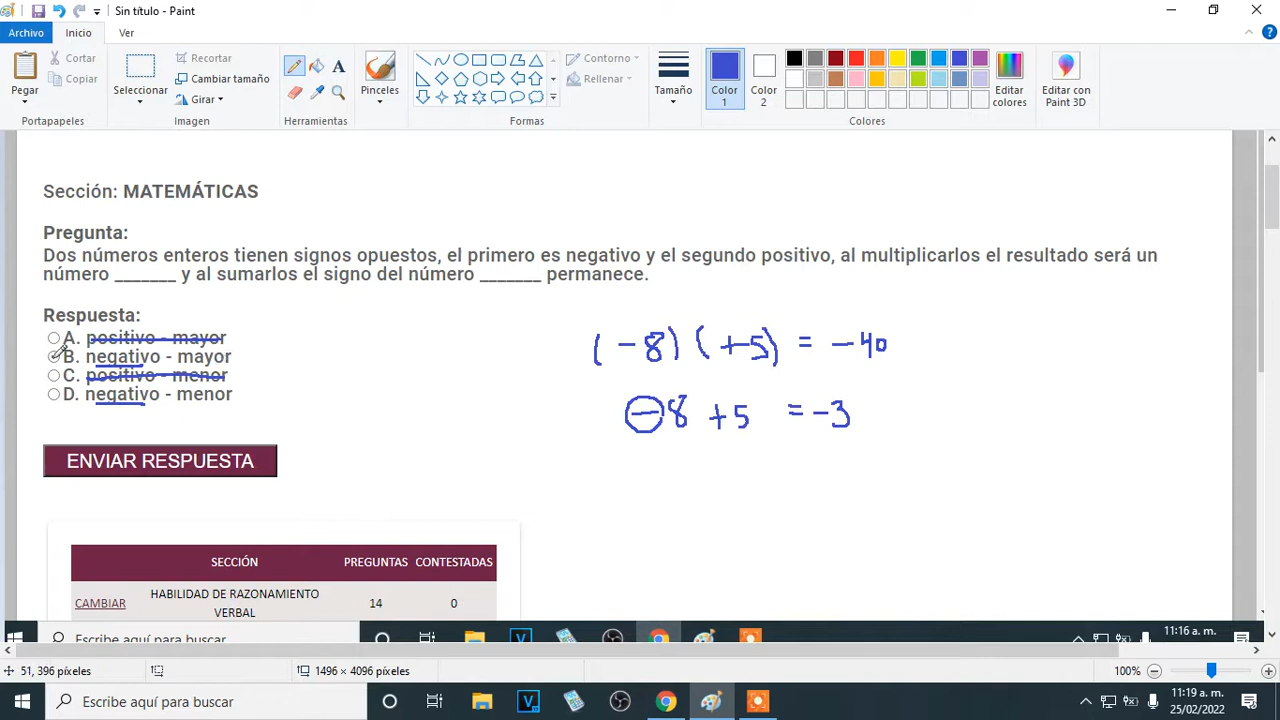 Sin título - Paint
Archivo Inicio Ver
Pegar
Cortar
Copiar
Portapapeles
Seleccionar
Recortar
Cambiar tamaño
Girar
Imagen
A
Herramientas
Pinceles
Contorno
Rellenar
Formas
Tamaño
Color 1
Color 2
Colores
Editar colores
Editar con Paint 3D
Sección: MATEMÁTICAS
Pregunta:
Dos números enteros tienen signos opuestos, el primero es negativo y el segundo positivo, al multiplicarlos el resultado será un
número _______ y al sumarlos el signo del número _______ permanece.
Respuesta:
A. positivo - mayor
B. negativo - mayor
C. positivo - menor
D. negativo - menor
(-8) (+5) = -40
-8 +5 = -3
ENVIAR RESPUESTA
SECCIÓN PREGUNTAS CONTESTADAS
CAMBIAR HABILIDAD DE RAZONAMIENTO VERBAL 14 0
Escribe aquí para buscar
11:16 a. m.
51, 396 píxeles
1496 × 4096 píxeles
100%
Escribe aquí para buscar
11:19 a. m.
25/02/2022